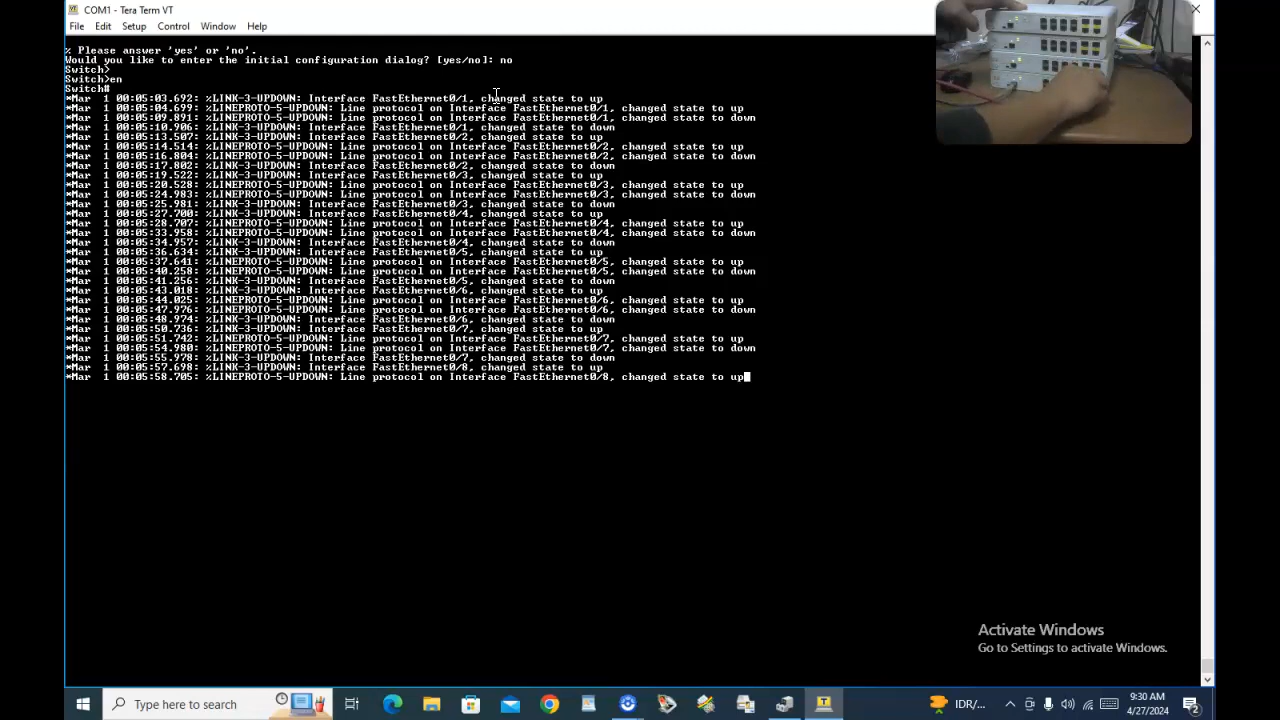 COM1 - Tera Term VT
File Edit Setup Control Window Help
% Please answer 'yes' or 'no'.
Would you like to enter the initial configuration dialog? [yes/no]: no
Switch>
Switch>en
Switch#
*Mar 1 00:05:03.692: %LINK-3-UPDOWN: Interface FastEthernet0/1, changed state to up
*Mar 1 00:05:04.699: %LINEPROTO-5-UPDOWN: Line protocol on Interface FastEthernet0/1, changed state to up
*Mar 1 00:05:09.891: %LINEPROTO-5-UPDOWN: Line protocol on Interface FastEthernet0/1, changed state to down
*Mar 1 00:05:10.906: %LINK-3-UPDOWN: Interface FastEthernet0/1, changed state to down
*Mar 1 00:05:13.507: %LINK-3-UPDOWN: Interface FastEthernet0/2, changed state to up
*Mar 1 00:05:14.514: %LINEPROTO-5-UPDOWN: Line protocol on Interface FastEthernet0/2, changed state to up
*Mar 1 00:05:16.804: %LINEPROTO-5-UPDOWN: Line protocol on Interface FastEthernet0/2, changed state to down
*Mar 1 00:05:17.802: %LINK-3-UPDOWN: Interface FastEthernet0/2, changed state to down
*Mar 1 00:05:19.522: %LINK-3-UPDOWN: Interface FastEthernet0/3, changed state to up
*Mar 1 00:05:20.528: %LINEPROTO-5-UPDOWN: Line protocol on Interface FastEthernet0/3, changed state to up
*Mar 1 00:05:24.983: %LINEPROTO-5-UPDOWN: Line protocol on Interface FastEthernet0/3, changed state to down
*Mar 1 00:05:25.981: %LINK-3-UPDOWN: Interface FastEthernet0/3, changed state to down
*Mar 1 00:05:27.700: %LINK-3-UPDOWN: Interface FastEthernet0/4, changed state to up
*Mar 1 00:05:28.707: %LINEPROTO-5-UPDOWN: Line protocol on Interface FastEthernet0/4, changed state to up
*Mar 1 00:05:33.958: %LINEPROTO-5-UPDOWN: Line protocol on Interface FastEthernet0/4, changed state to down
*Mar 1 00:05:34.957: %LINK-3-UPDOWN: Interface FastEthernet0/4, changed state to down
*Mar 1 00:05:36.634: %LINK-3-UPDOWN: Interface FastEthernet0/5, changed state to up
*Mar 1 00:05:37.641: %LINEPROTO-5-UPDOWN: Line protocol on Interface FastEthernet0/5, changed state to up
*Mar 1 00:05:40.258: %LINEPROTO-5-UPDOWN: Line protocol on Interface FastEthernet0/5, changed state to down
*Mar 1 00:05:41.256: %LINK-3-UPDOWN: Interface FastEthernet0/5, changed state to down
*Mar 1 00:05:43.018: %LINK-3-UPDOWN: Interface FastEthernet0/6, changed state to up
*Mar 1 00:05:44.025: %LINEPROTO-5-UPDOWN: Line protocol on Interface FastEthernet0/6, changed state to up
*Mar 1 00:05:47.976: %LINEPROTO-5-UPDOWN: Line protocol on Interface FastEthernet0/6, changed state to down
*Mar 1 00:05:48.974: %LINK-3-UPDOWN: Interface FastEthernet0/6, changed state to down
*Mar 1 00:05:50.736: %LINK-3-UPDOWN: Interface FastEthernet0/7, changed state to up
*Mar 1 00:05:51.742: %LINEPROTO-5-UPDOWN: Line protocol on Interface FastEthernet0/7, changed state to up
*Mar 1 00:05:54.980: %LINEPROTO-5-UPDOWN: Line protocol on Interface FastEthernet0/7, changed state to down
*Mar 1 00:05:55.978: %LINK-3-UPDOWN: Interface FastEthernet0/7, changed state to down
*Mar 1 00:05:57.698: %LINK-3-UPDOWN: Interface FastEthernet0/8, changed state to up
*Mar 1 00:05:58.705: %LINEPROTO-5-UPDOWN: Line protocol on Interface FastEthernet0/8, changed state to up
Activate Windows
Go to Settings to activate Windows.
Type here to search
IDR/...
9:30 AM
4/27/2024
2